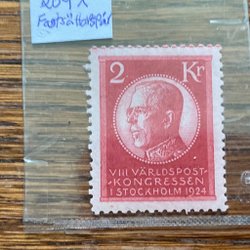 2 Kr
VIII VÄRLDSPOST-
KONGRESSEN
I STOCKHOLM 1924